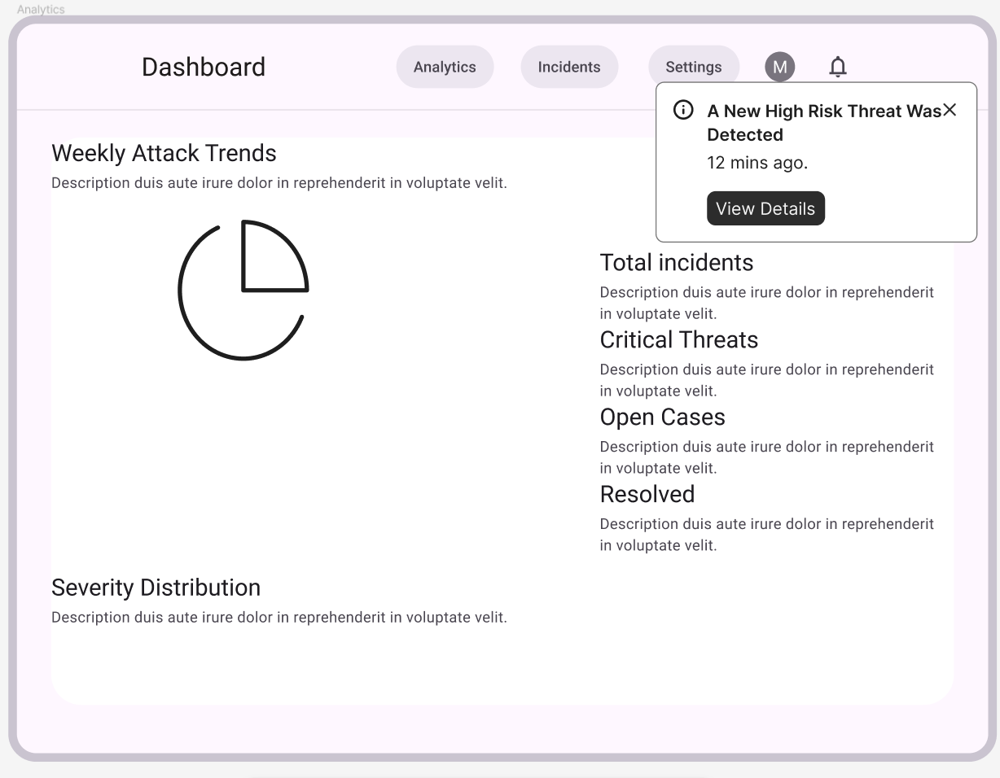 Analytics
Dashboard
Analytics
Incidents
Settings
M
A New High Risk Threat Was
Detected
12 mins ago.
View Details
Weekly Attack Trends
Description duis aute irure dolor in reprehenderit in voluptate velit.
Total incidents
Description duis aute irure dolor in reprehenderit
in voluptate velit.
Critical Threats
Description duis aute irure dolor in reprehenderit
in voluptate velit.
Open Cases
Description duis aute irure dolor in reprehenderit
in voluptate velit.
Resolved
Description duis aute irure dolor in reprehenderit
in voluptate velit.
Severity Distribution
Description duis aute irure dolor in reprehenderit in voluptate velit.